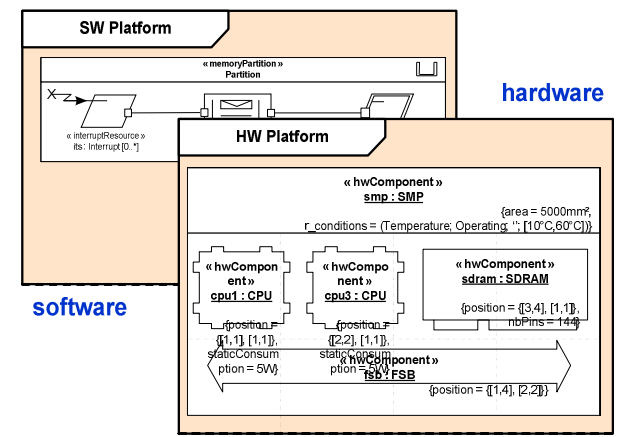 SW Platform
«memoryPartition»
Partition
«interruptResource»
its: Interrupt [0..*]
hardware
HW Platform
«hwComponent»
smp : SMP
{area = 5000mm²,
r_conditions = (Temperature; Operating; ''; [10°C,60°C])}
«hwCompon
ent»
cpu1 : CPU
{position =
{[1,1], [1,1]},
staticConsum
ption = 5W}
«hwCompo
nent»
cpu3 : CPU
{position =
{[2,2], [1,1]},
staticConsum
ption = 5W}
«hwComponent»
sdram : SDRAM
{position = {[3,4], [1,1]},
nbPins = 144}
«hwComponent»
fsb : FSB
{position = {[1,4], [2,2]}}
software